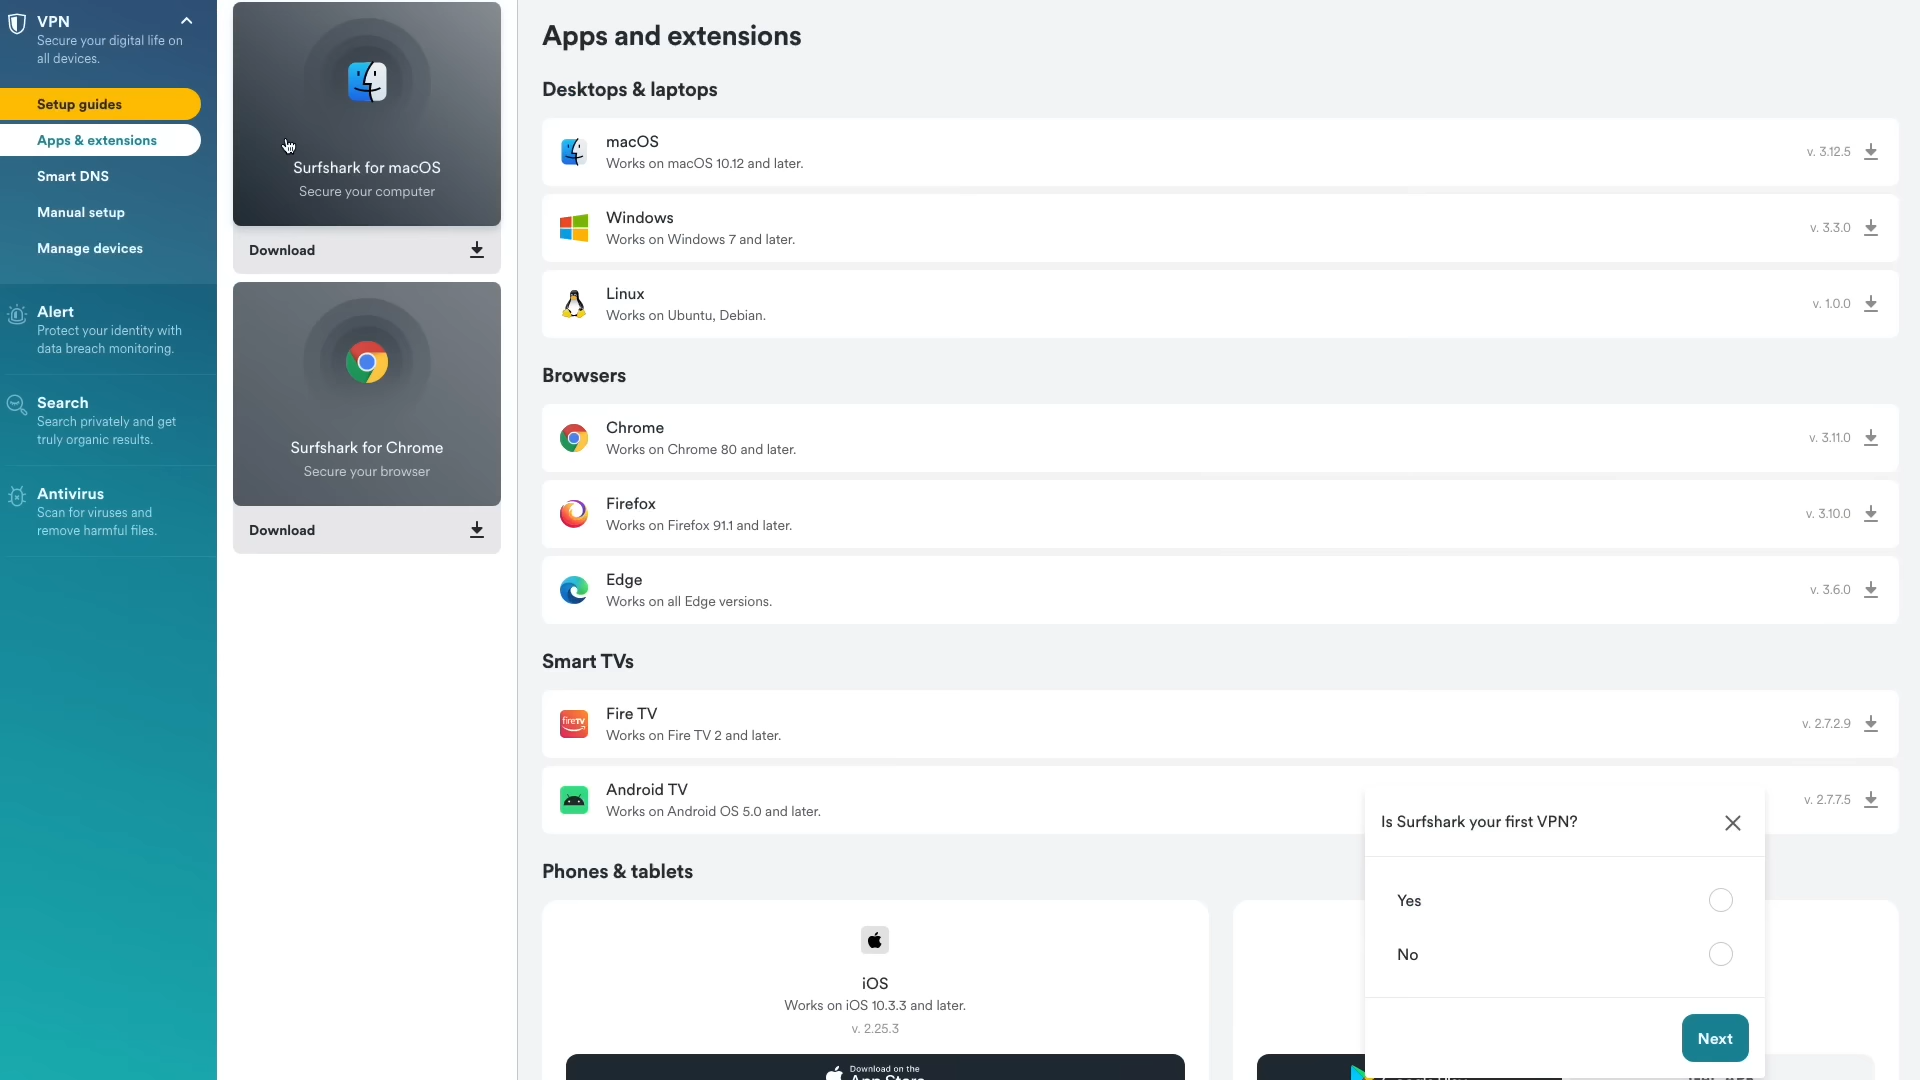 VPN
Secure your digital life on
all devices.
Setup guides
Apps & extensions
Smart DNS
Manual setup
Manage devices
Alert
Protect your identity with
data breach monitoring.
Search
Search privately and get
truly organic results.
Antivirus
Scan for viruses and
remove harmful files.
Surfshark for macOS
Secure your computer
Download
Surfshark for Chrome
Secure your browser
Download
Apps and extensions
Desktops & laptops
macOS
Works on macOS 10.12 and later.
v. 3.12.5
Windows
Works on Windows 7 and later.
v. 3.3.0
Linux
Works on Ubuntu, Debian.
v. 1.0.0
Browsers
Chrome
Works on Chrome 80 and later.
v. 3.11.0
Firefox
Works on Firefox 91.1 and later.
v. 3.10.0
Edge
Works on all Edge versions.
v. 3.6.0
Smart TVs
fireTV
Fire TV
Works on Fire TV 2 and later.
v. 2.7.2.9
Android TV
Works on Android OS 5.0 and later.
v. 2.7.7.5
Phones & tablets
iOS
Works on iOS 10.3.3 and later.
v. 2.25.3
Download on the
App Store
Is Surfshark your first VPN?
Yes
No
Next